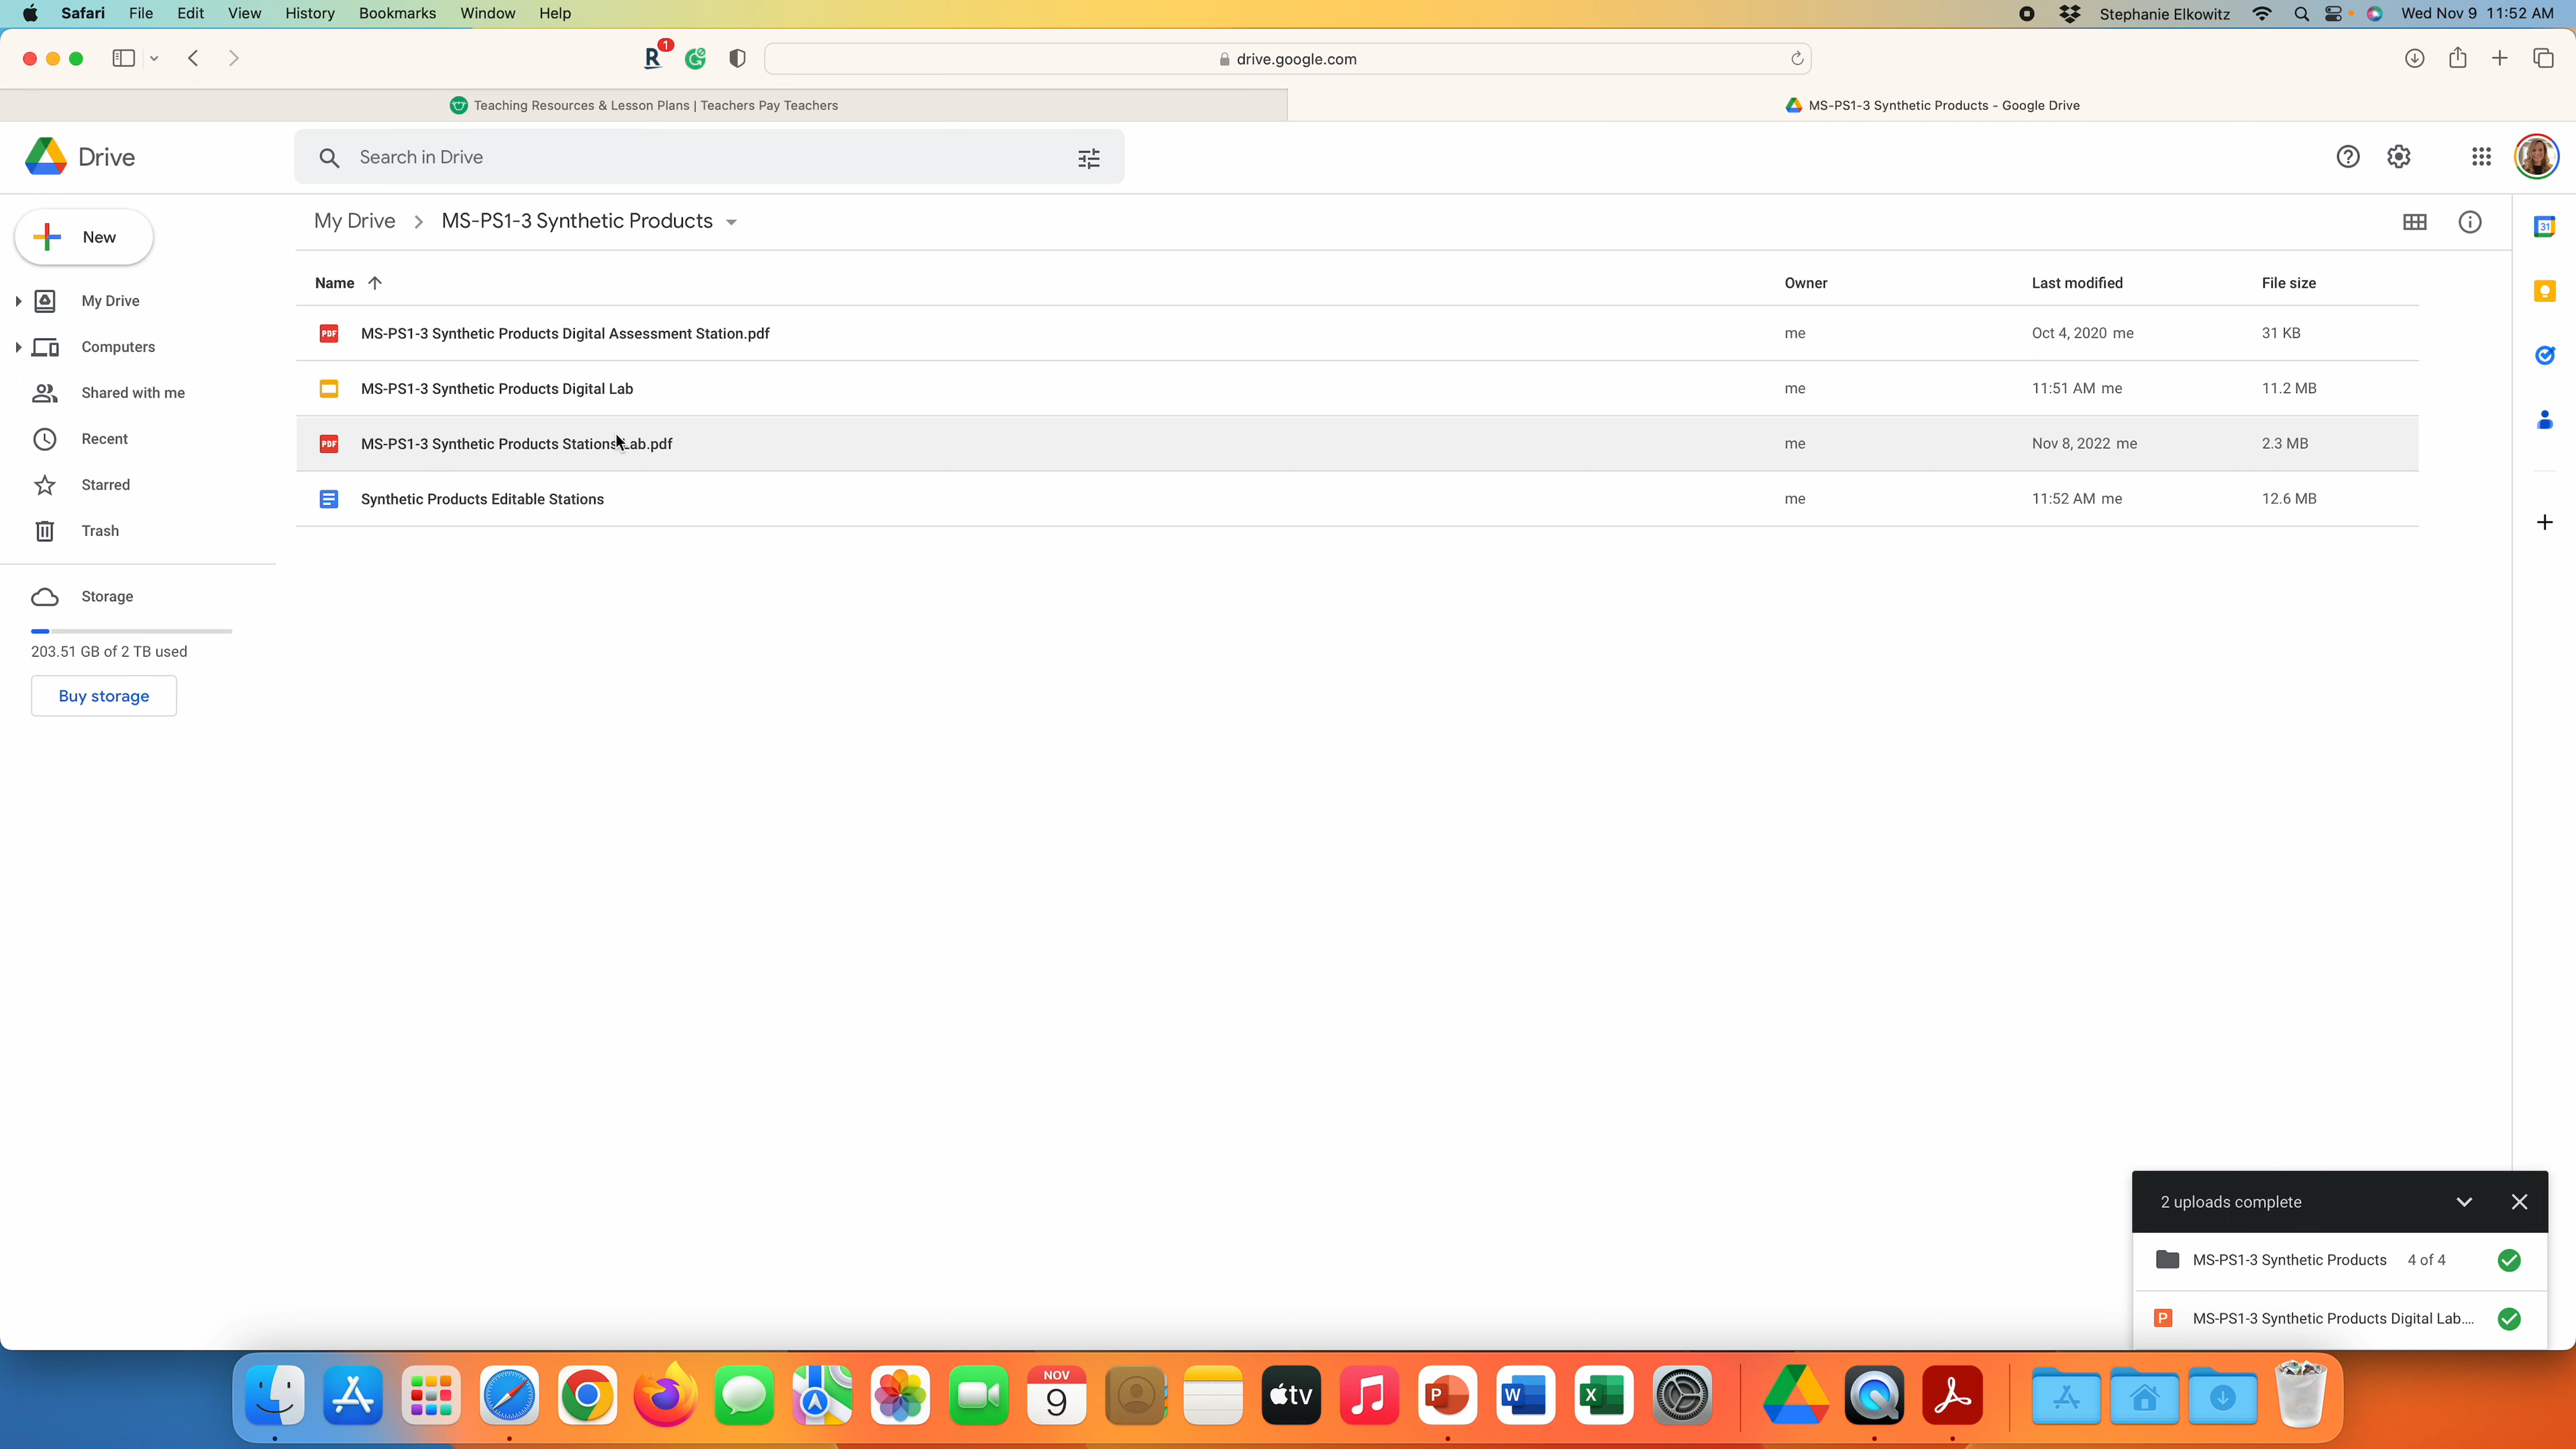 Safari File Edit View History Bookmarks Window Help Stephanie Elkowitz Wed Nov 9 11:52 AM
R 1 drive.google.com
Teaching Resources & Lesson Plans | Teachers Pay Teachers MS-PS1-3 Synthetic Products - Google Drive
Drive Search in Drive
New My Drive MS-PS1-3 Synthetic Products
31
Name Owner Last modified File size
My Drive
PDF MS-PS1-3 Synthetic Products Digital Assessment Station.pdf me Oct 4, 2020 me 31 KB
Computers
MS-PS1-3 Synthetic Products Digital Lab me 11:51 AM me 11.2 MB
Shared with me
Recent
PDF MS-PS1-3 Synthetic Products Stations Lab.pdf me Nov 8, 2022 me 2.3 MB
Starred
Synthetic Products Editable Stations me 11:52 AM me 12.6 MB
Trash
Storage
203.51 GB of 2 TB used
Buy storage
2 uploads complete
MS-PS1-3 Synthetic Products 4 of 4
P MS-PS1-3 Synthetic Products Digital Lab....
NOV
9
tv
P
W
X